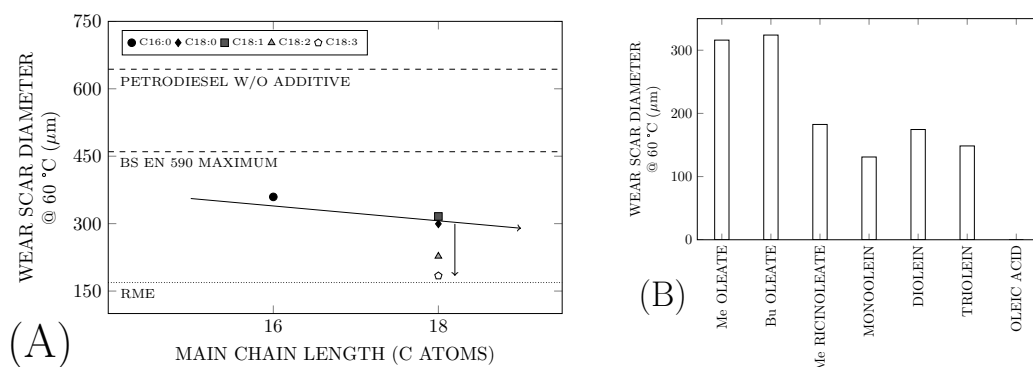 750
600
450
300
150
WEAR SCAR DIAMETER
@ 60 °C (μm)
C16:0 C18:0 C18:1 C18:2 C18:3
PETRODIESEL W/O ADDITIVE
BS EN 590 MAXIMUM
RME
16 18
MAIN CHAIN LENGTH (C ATOMS)
(A)
300
200
100
0
WEAR SCAR DIAMETER
@ 60 °C (μm)
Me OLEATE
Bu OLEATE
Me RICINOLEATE
MONOOLEIN
DIOLEIN
TRIOLEIN
OLEIC ACID
(B)